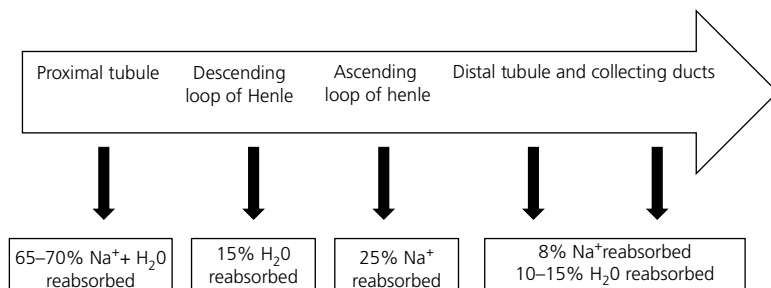 Proximal tubule
Descending
loop of Henle
Ascending
loop of henle
Distal tubule and collecting ducts
65–70% Na⁺+ H₂0
reabsorbed
15% H₂0
reabsorbed
25% Na⁺
reabsorbed
8% Na⁺reabsorbed
10–15% H₂0 reabsorbed